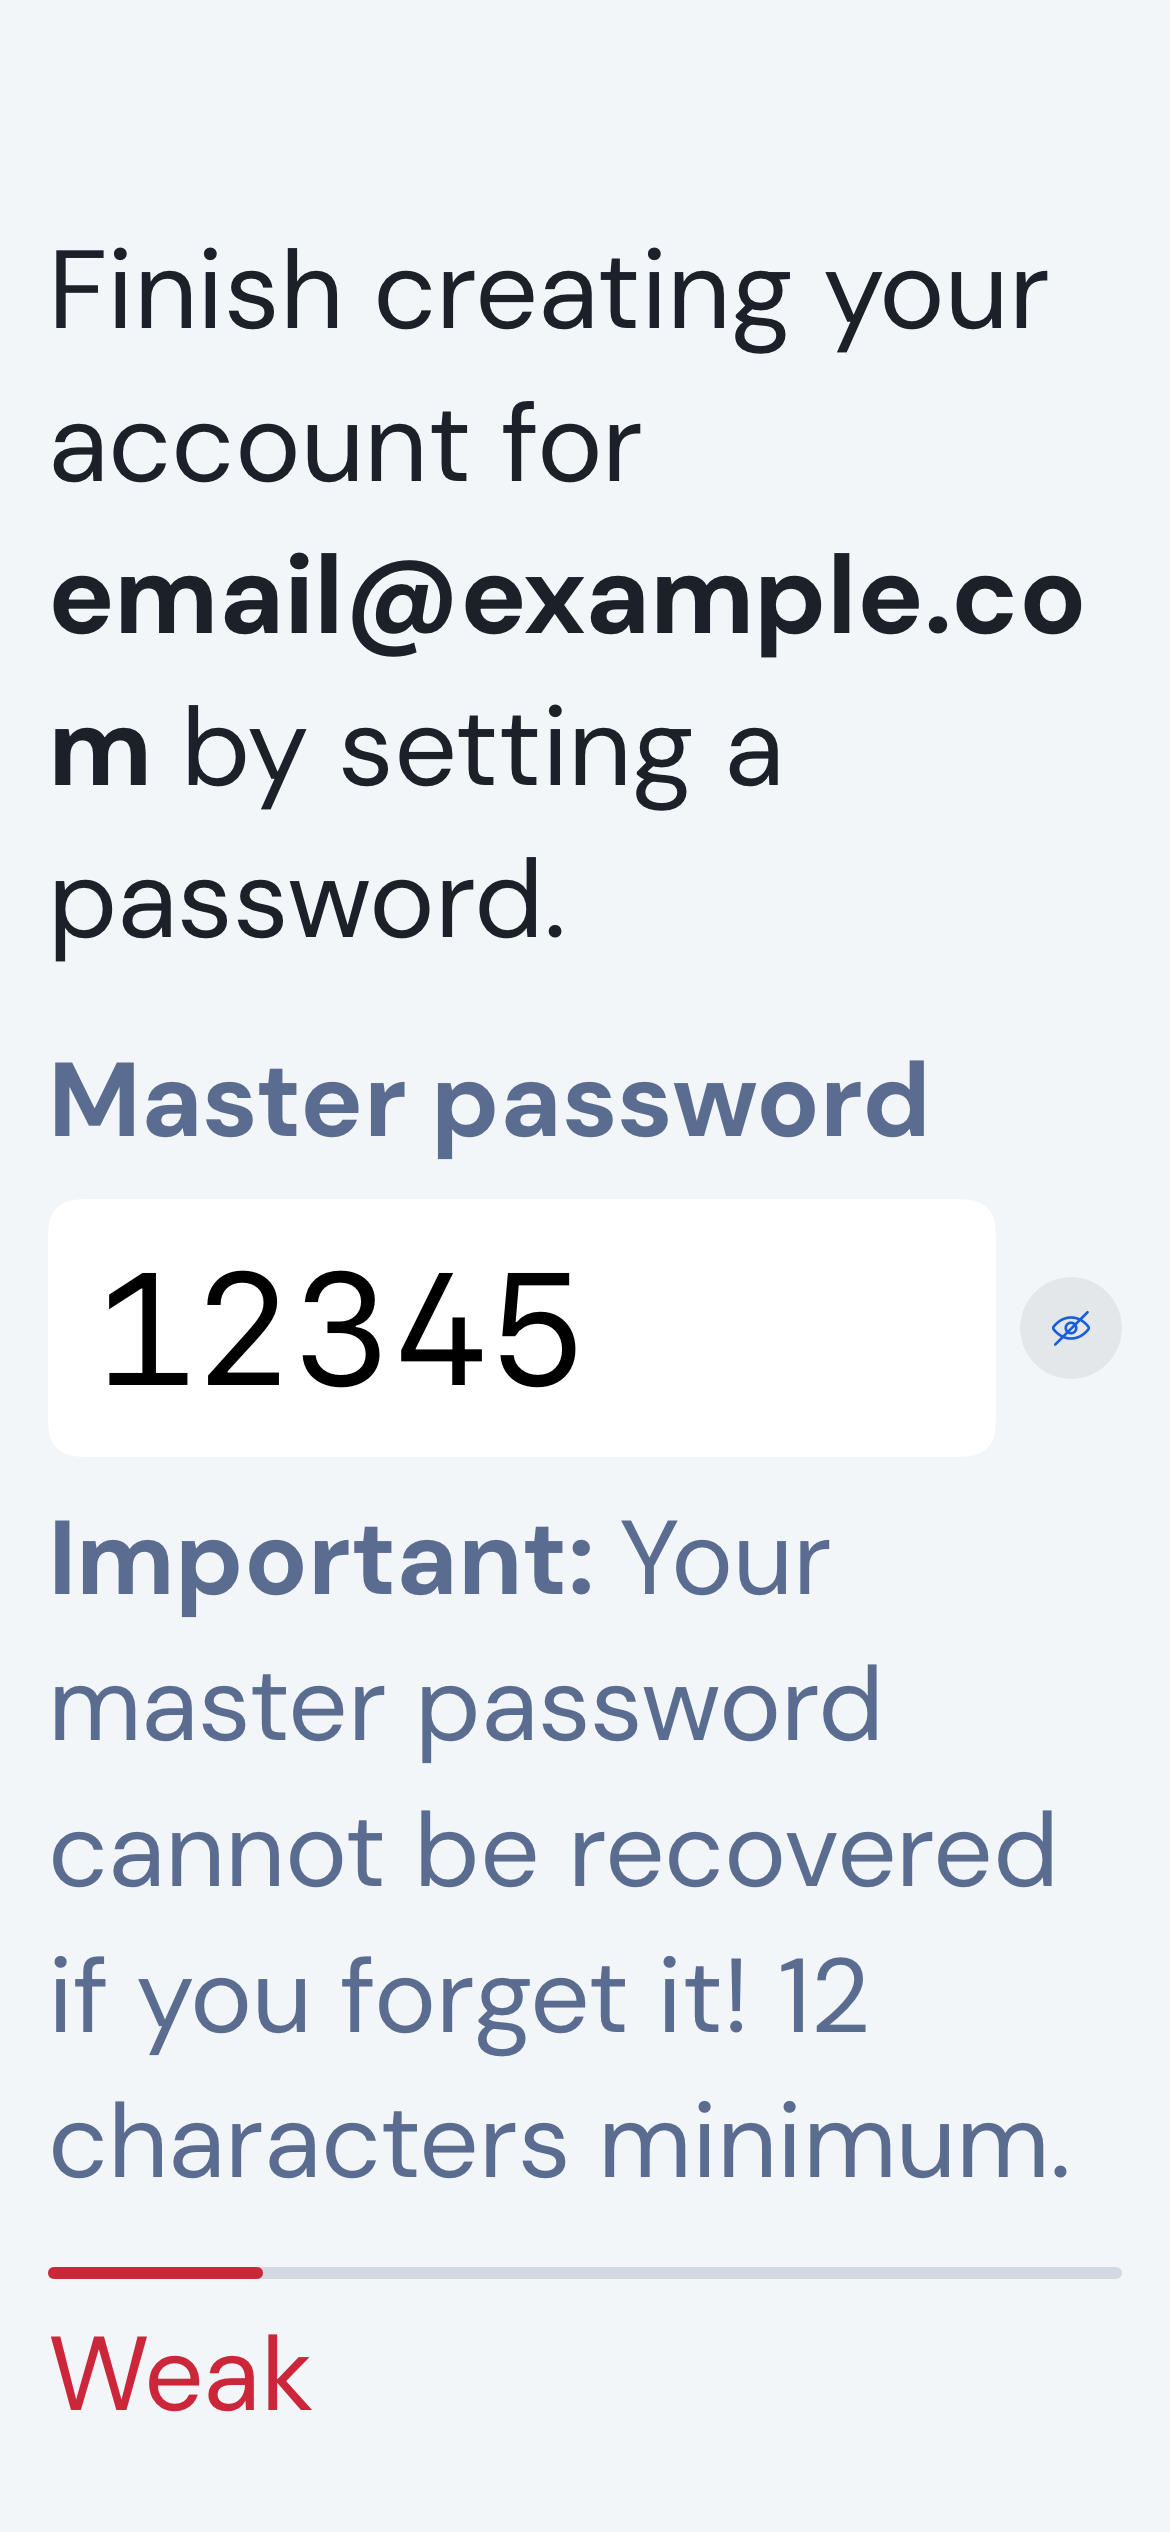 Finish creating your
account for
email@example.co
m by setting a
password.
Master password
12345
Important: Your
master password
cannot be recovered
if you forget it! 12
characters minimum.
Weak